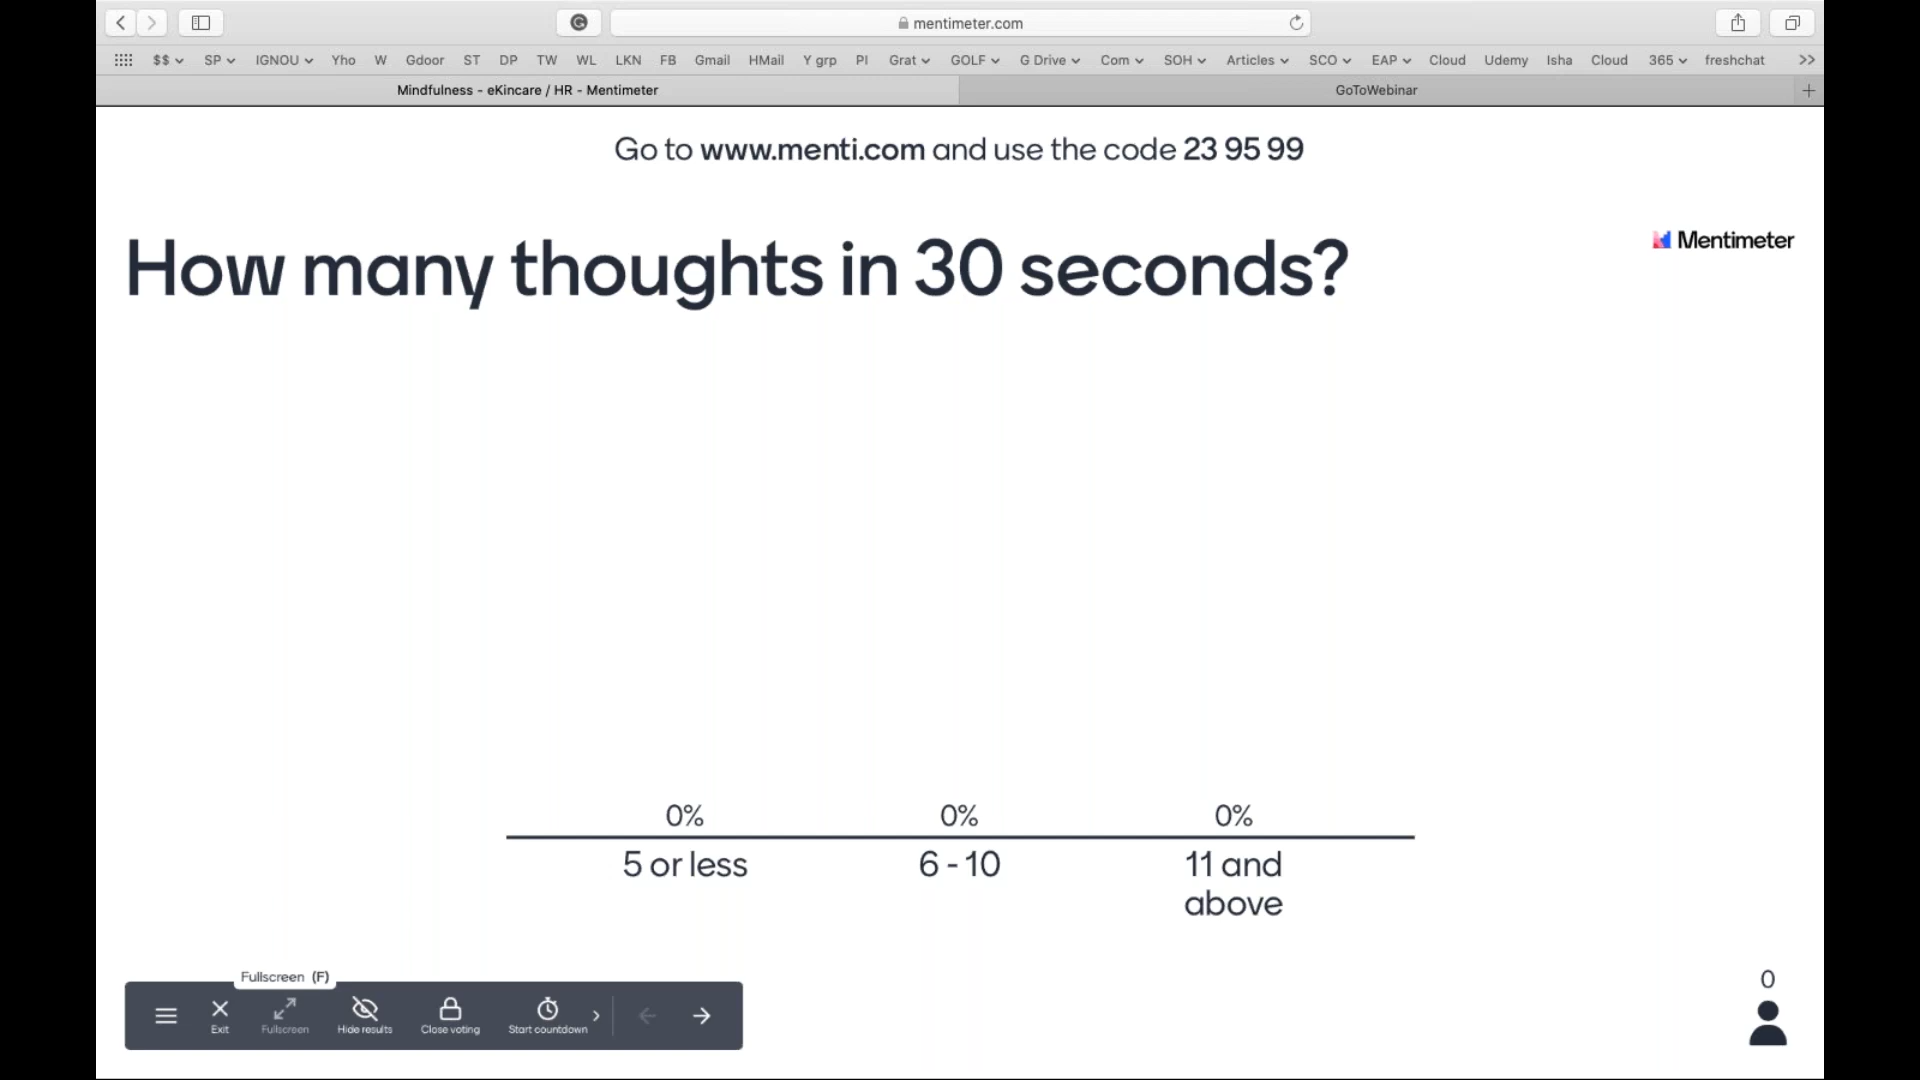 mentimeter.com
$$ SP IGNOU Yho W Gdoor ST DP TW WL LKN FB Gmail HMail Y grp PI Grat GOLF G Drive Com SOH Articles SCO EAP Cloud Udemy Isha Cloud 365 freshchat >>
Mindfulness - eKincare / HR - Mentimeter GoToWebinar
Go to www.menti.com and use the code 23 95 99
Mentimeter
How many thoughts in 30 seconds?
0% 0% 0%
5 or less 6 - 10 11 and
above
Fullscreen (F)
0
Exit Fullscreen Hide results Close voting Start countdown